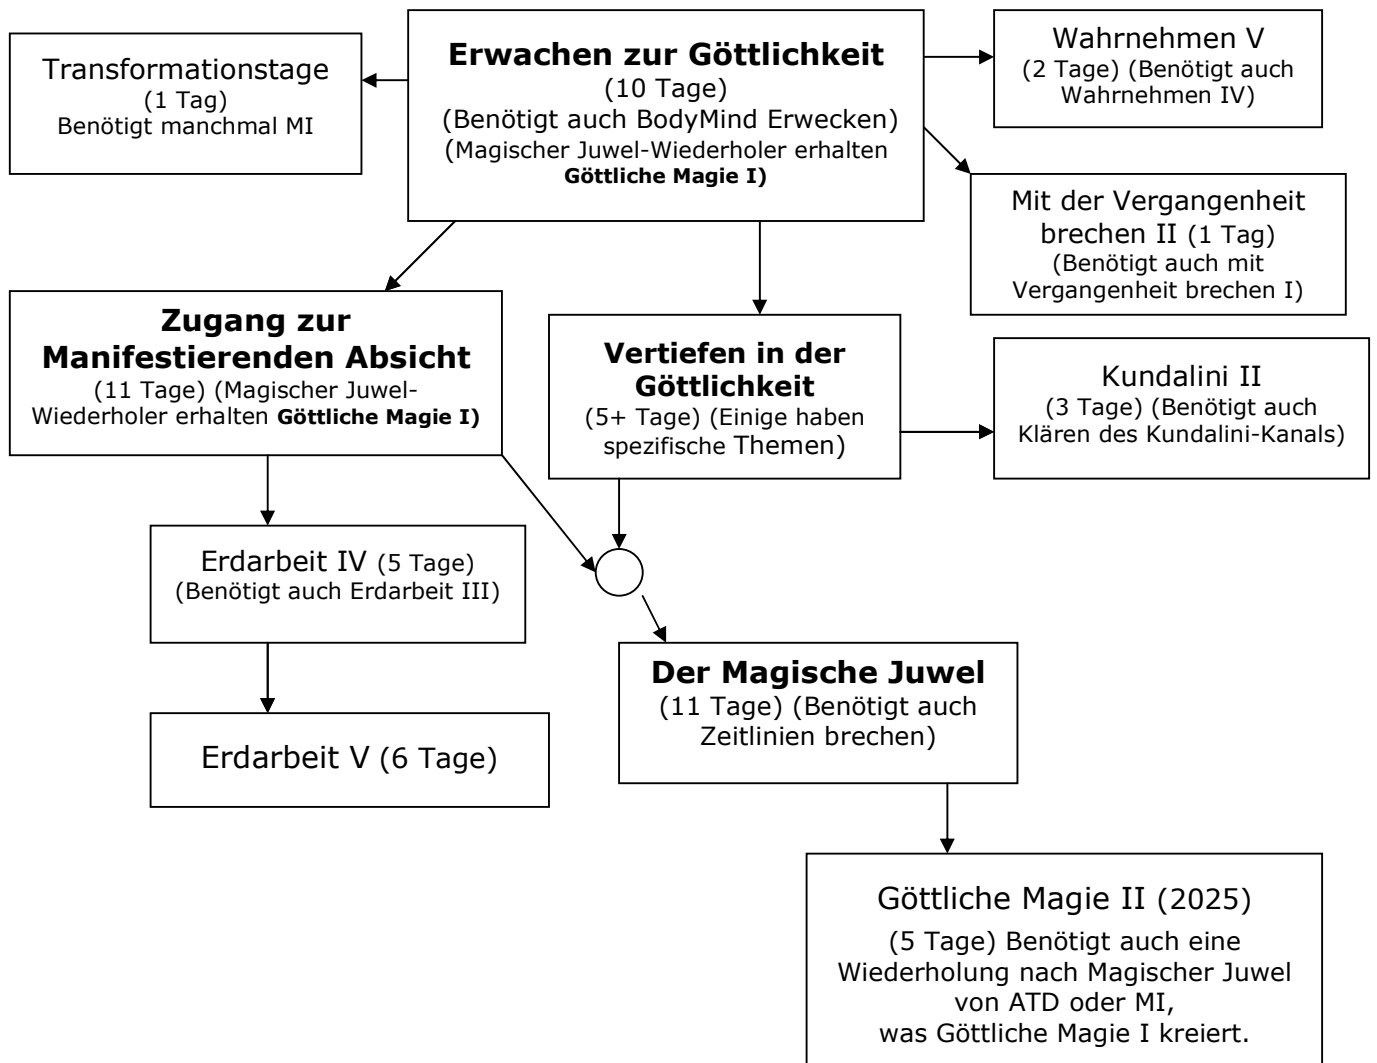 Transformationstage
(1 Tag)
Benötigt manchmal MI
Erwachen zur Göttlichkeit
(10 Tage)
(Benötigt auch BodyMind Erwecken)
(Magischer Juwel-Wiederholer erhalten
Göttliche Magie I)
Wahrnehmen V
(2 Tage) (Benötigt auch
Wahrnehmen IV)
Mit der Vergangenheit
brechen II (1 Tag)
(Benötigt auch mit
Vergangenheit brechen I)
Zugang zur
Manifestierenden Absicht
(11 Tage) (Magischer Juwel-
Wiederholer erhalten Göttliche Magie I)
Vertiefen in der
Göttlichkeit
(5+ Tage) (Einige haben
spezifische Themen)
Kundalini II
(3 Tage) (Benötigt auch
Klären des Kundalini-Kanals)
Erdarbeit IV (5 Tage)
(Benötigt auch Erdarbeit III)
Der Magische Juwel
(11 Tage) (Benötigt auch
Zeitlinien brechen)
Erdarbeit V (6 Tage)
Göttliche Magie II (2025)
(5 Tage) Benötigt auch eine
Wiederholung nach Magischer Juwel
von ATD oder MI,
was Göttliche Magie I kreiert.